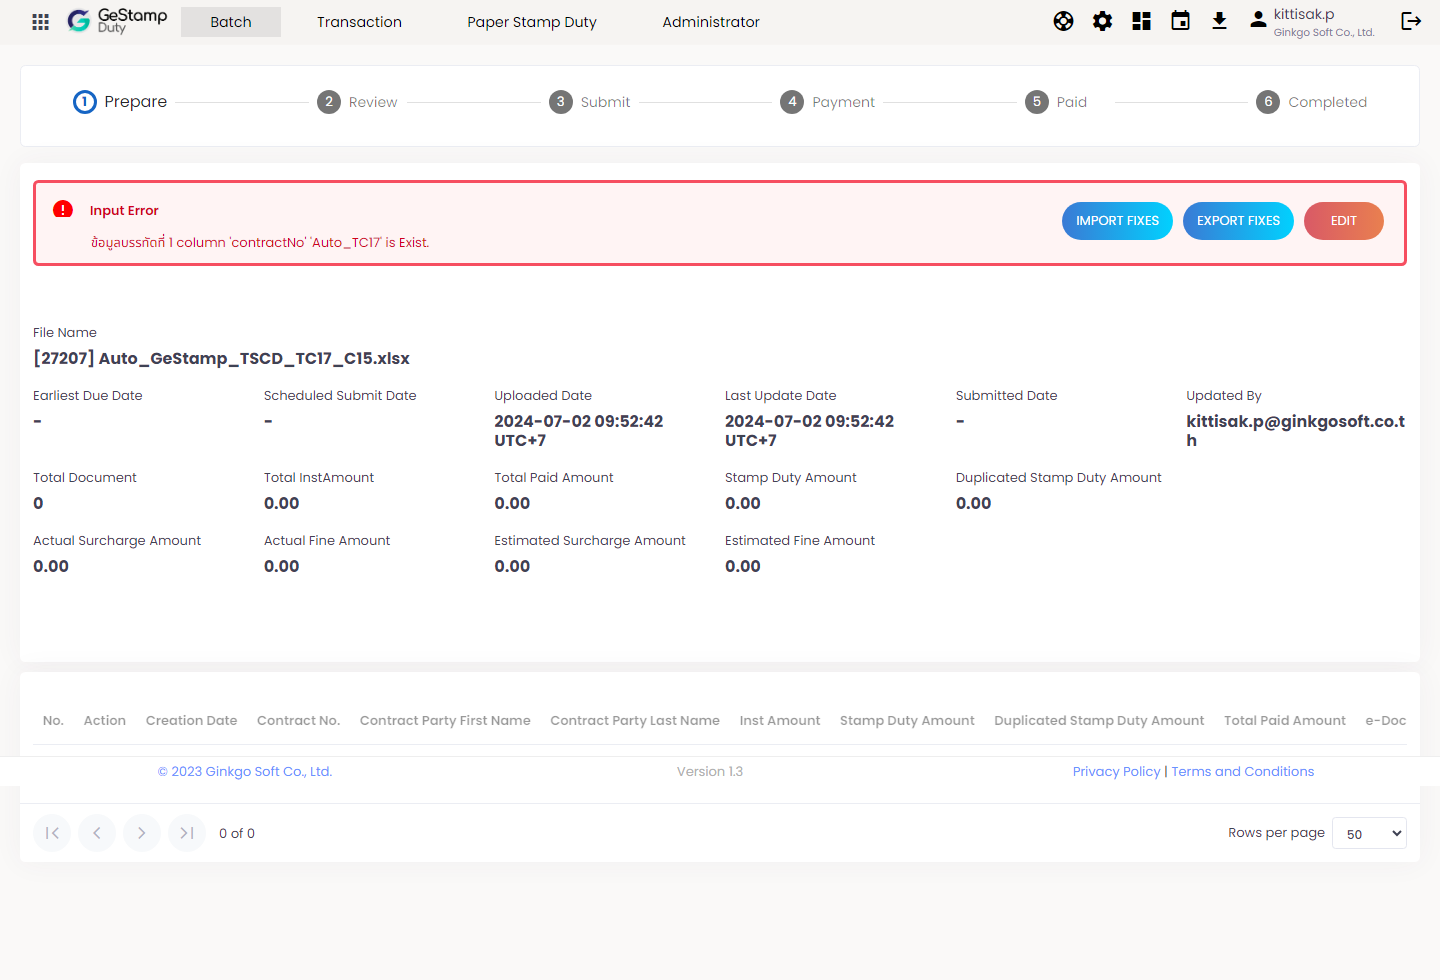 GeStamp
Duty
Batch
Transaction
Paper Stamp Duty
Administrator
kittisak.p
Ginkgo Soft Co., Ltd.
1 Prepare
2 Review
3 Submit
4 Payment
5 Paid
6 Completed
Input Error
ข้อมูลบรรทัดที่ 1 column 'contractNo' 'Auto_TC17' is Exist.
IMPORT FIXES
EXPORT FIXES
EDIT
File Name
[27207] Auto_GeStamp_TSCD_TC17_C15.xlsx
Earliest Due Date
-
Scheduled Submit Date
-
Uploaded Date
2024-07-02 09:52:42
UTC+7
Last Update Date
2024-07-02 09:52:42
UTC+7
Submitted Date
-
Updated By
kittisak.p@ginkgosoft.co.t
h
Total Document
0
Total InstAmount
0.00
Total Paid Amount
0.00
Stamp Duty Amount
0.00
Duplicated Stamp Duty Amount
0.00
Actual Surcharge Amount
0.00
Actual Fine Amount
0.00
Estimated Surcharge Amount
0.00
Estimated Fine Amount
0.00
No. Action Creation Date Contract No. Contract Party First Name Contract Party Last Name Inst Amount Stamp Duty Amount Duplicated Stamp Duty Amount Total Paid Amount e-Doc
© 2023 Ginkgo Soft Co., Ltd.
Version 1.3
Privacy Policy | Terms and Conditions
0 of 0
Rows per page 50